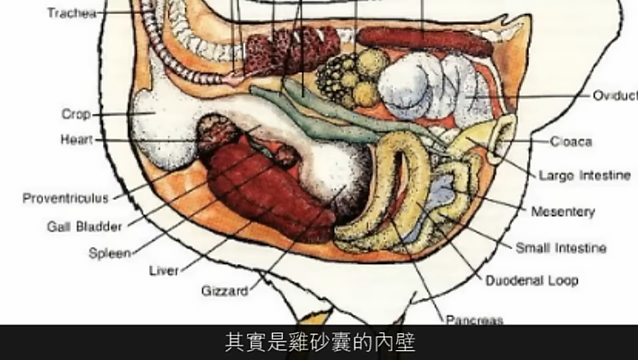 Trachea
Crop
Heart
Proventriculus
Gall Bladder
Spleen
Liver
Gizzard
Oviduct
Cloaca
Largo Intestine
Mesentery
Small Intestine
Duodenal Loop
Pancreas
其實是雞砂囊的內壁